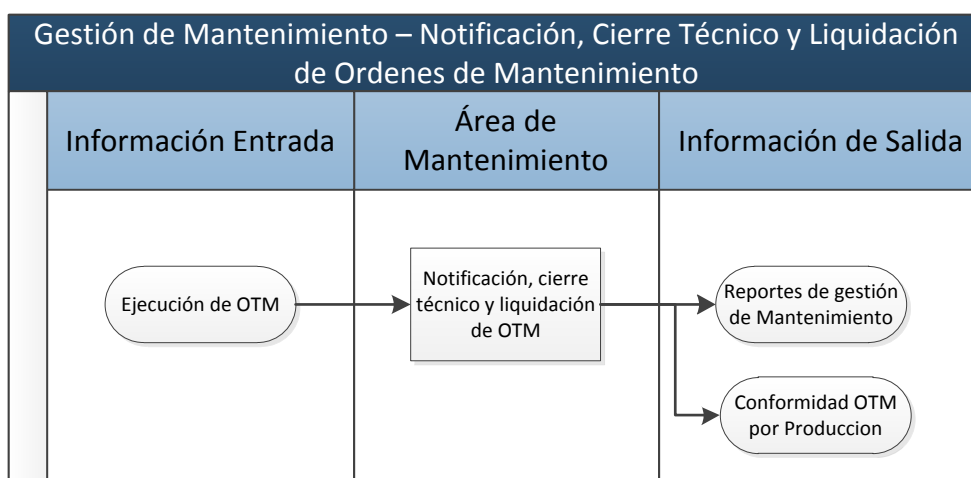 Gestión de Mantenimiento – Notificación, Cierre Técnico y Liquidación
de Ordenes de Mantenimiento
Información Entrada
Área de
Mantenimiento
Información de Salida
Ejecución de OTM
Notificación, cierre
técnico y liquidación
de OTM
Reportes de gestión
de Mantenimiento
Conformidad OTM
por Produccion